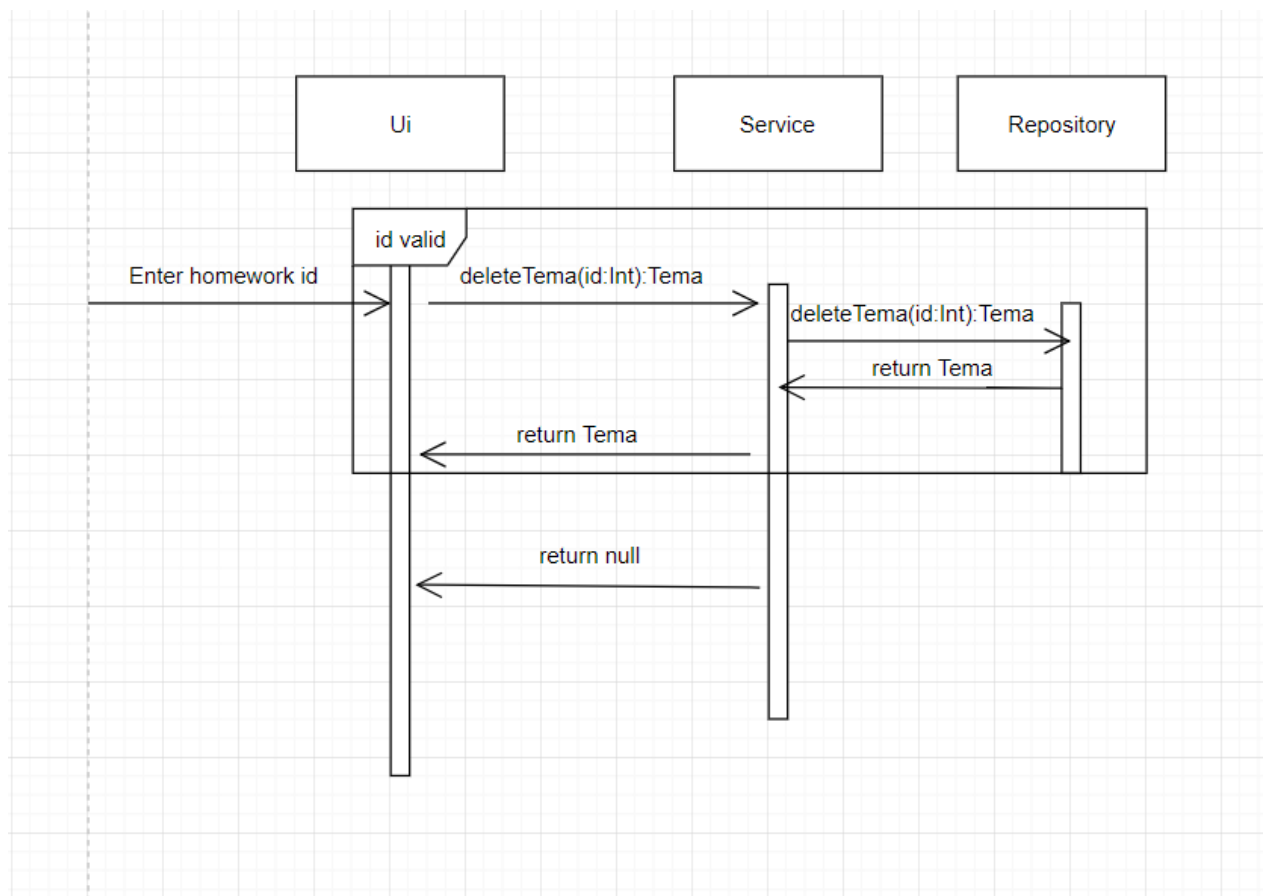 Ui
Service
Repository
id valid
Enter homework id
deleteTema(id:Int):Tema
deleteTema(id:Int):Tema
return Tema
return Tema
return null